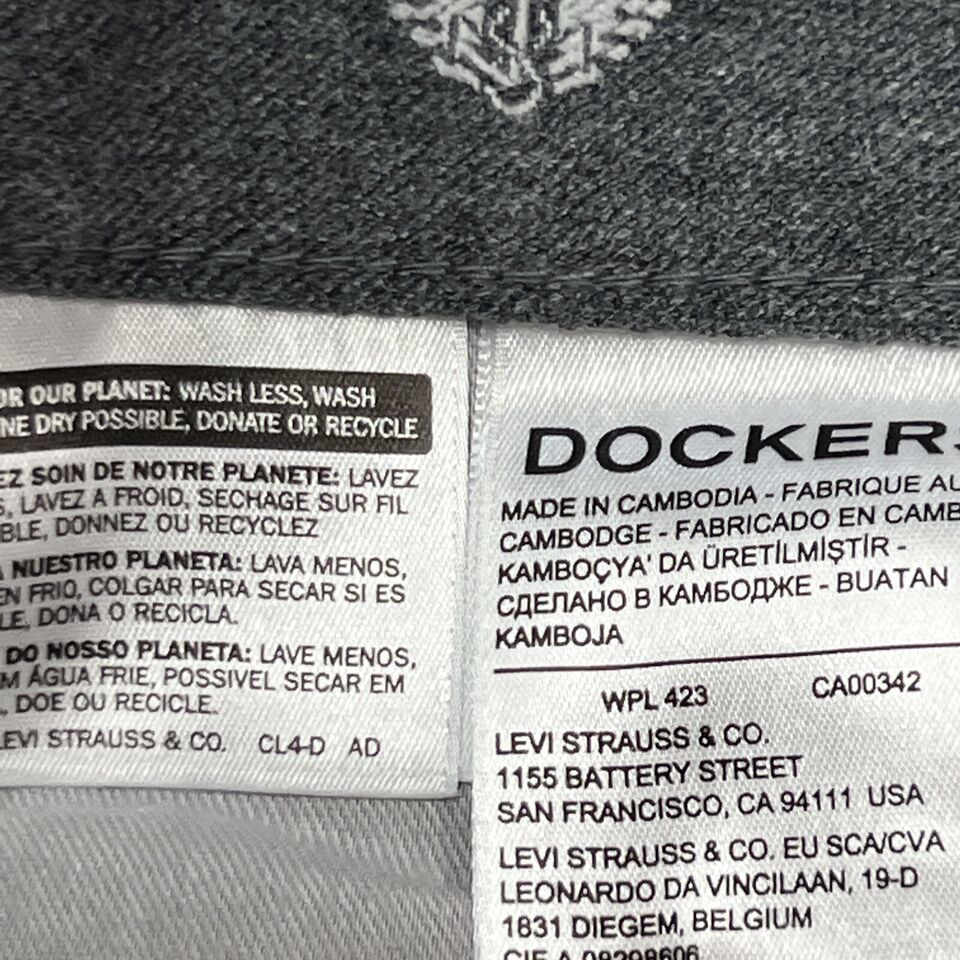 OR OUR PLANET: WASH LESS, WASH
NE DRY POSSIBLE, DONATE OR RECYCLE
EZ SOIN DE NOTRE PLANETE: LAVEZ
S, LAVEZ A FROID, SECHAGE SUR FIL
BLE, DONNEZ OU RECYCLEZ
NUESTRO PLANETA: LAVA MENOS,
EN FRIO, COLGAR PARA SECAR SI ES
LE, DONA O RECICLA.
DO NOSSO PLANETA: LAVE MENOS,
M ÁGUA FRIE, POSSIVEL SECAR EM
, DOE OU RECICLE.
LEVI STRAUSS & CO. CL4-D AD
DOCKERS
MADE IN CAMBODIA - FABRIQUE AU
CAMBODGE - FABRICADO EN CAMB
KAMBOÇYA' DA ÜRETİLMİŞTİR -
СДЕЛАНО В КАМБОДЖЕ - BUATAN
KAMBOJA
WPL 423 CA00342
LEVI STRAUSS & CO.
1155 BATTERY STREET
SAN FRANCISCO, CA 94111 USA
LEVI STRAUSS & CO. EU SCA/CVA
LEONARDO DA VINCILAAN, 19-D
1831 DIEGEM, BELGIUM
CIF A 08298606